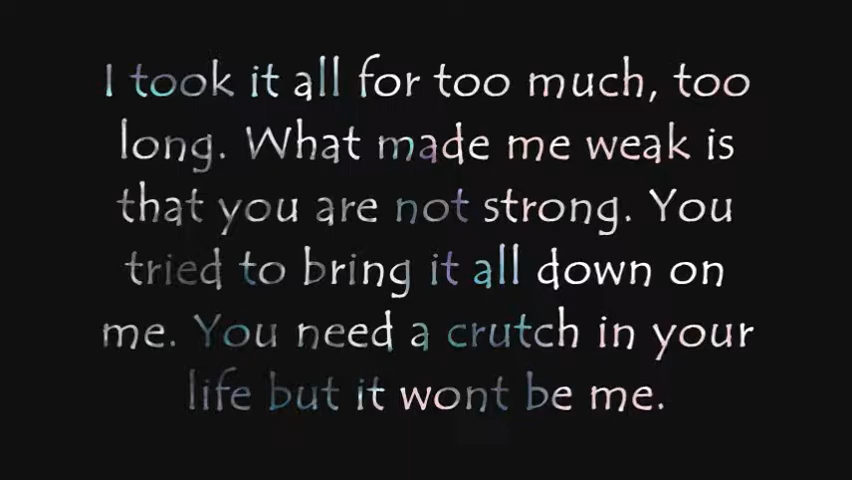 I took it all for too much, too
long. What made me weak is
that you are not strong. You
tried to bring it all down on
me. You need a crutch in your
life but it wont be me.